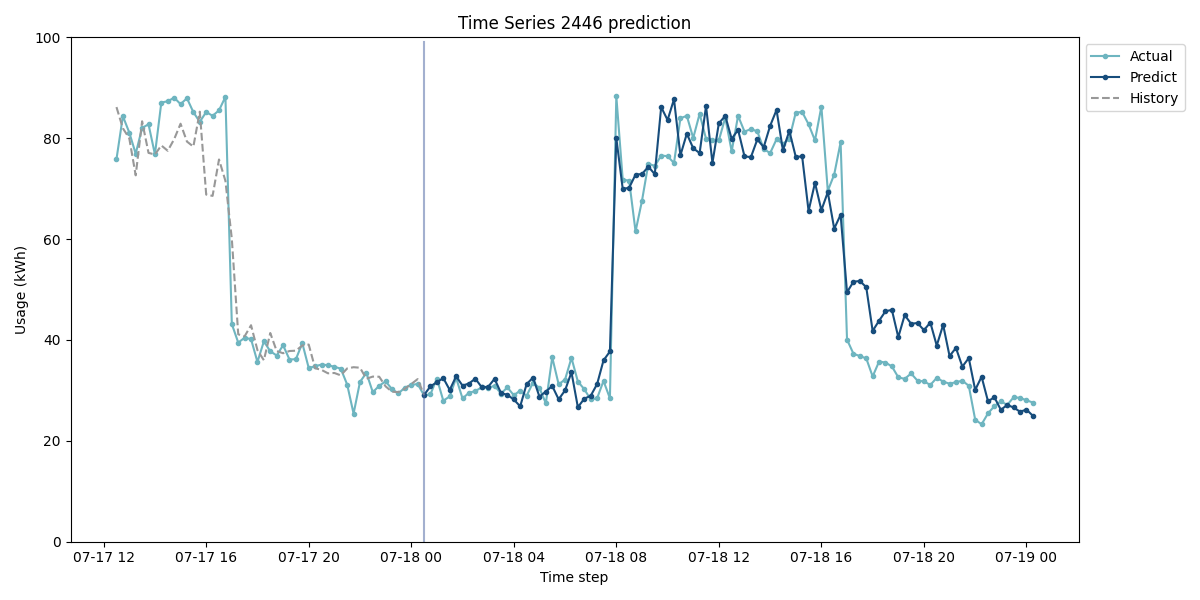 Time Series 2446 prediction
Usage (kWh)
100
80
60
40
20
0
07-17 12
07-17 16
07-17 20
07-18 00
07-18 04
07-18 08
07-18 12
07-18 16
07-18 20
07-19 00
Time step
Actual
Predict
History